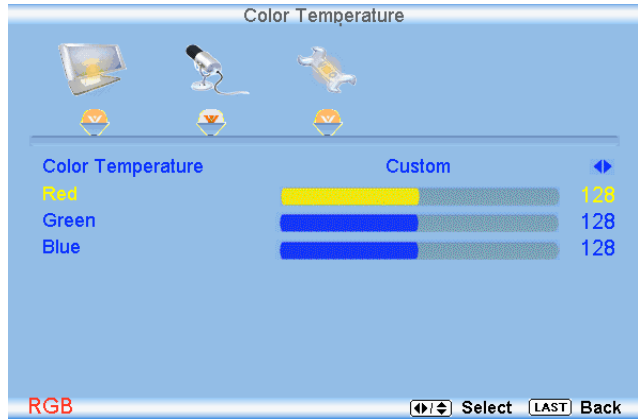 Color Temperature
Color Temperature Custom
Red 128
Green 128
Blue 128
RGB Select LAST Back